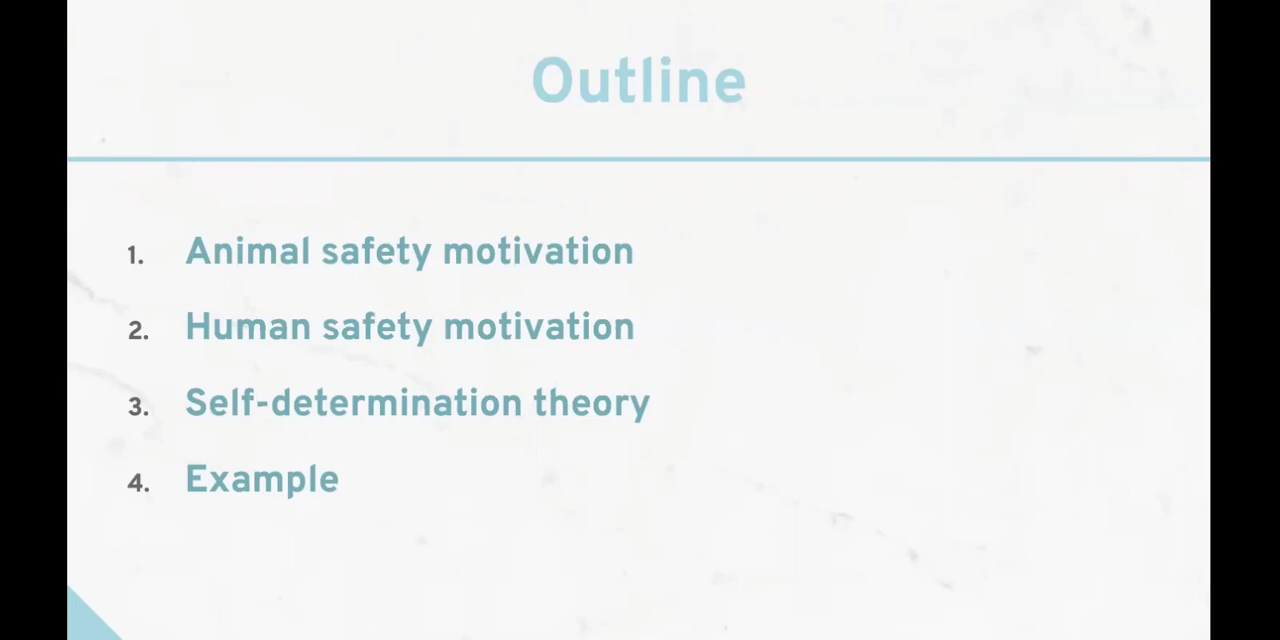 Outline
1. Animal safety motivation
2. Human safety motivation
3. Self-determination theory
4. Example